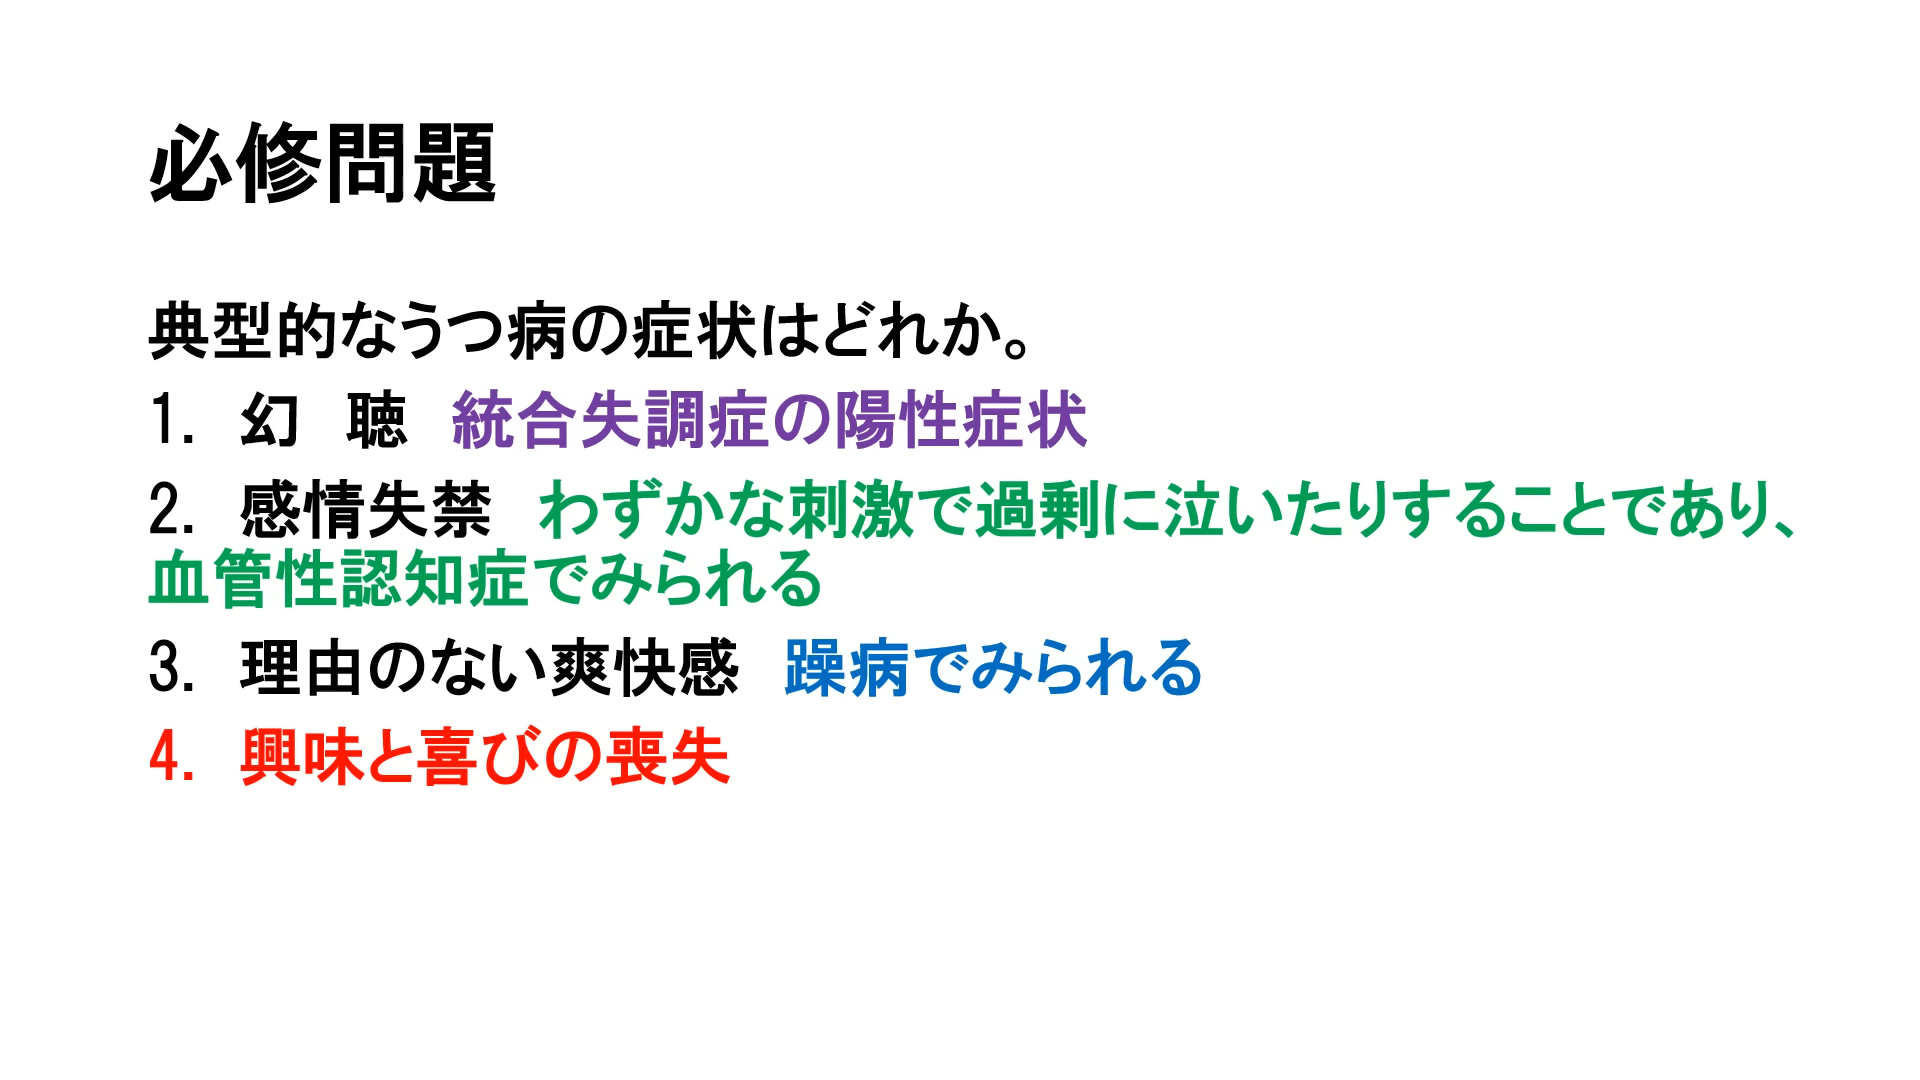 必修問題
典型的なうつ病の症状はどれか。
1. 幻　聴　統合失調症の陽性症状
2. 感情失禁　わずかな刺激で過剰に泣いたりすることであり、
血管性認知症でみられる
3. 理由のない爽快感　躁病でみられる
4. 興味と喜びの喪失